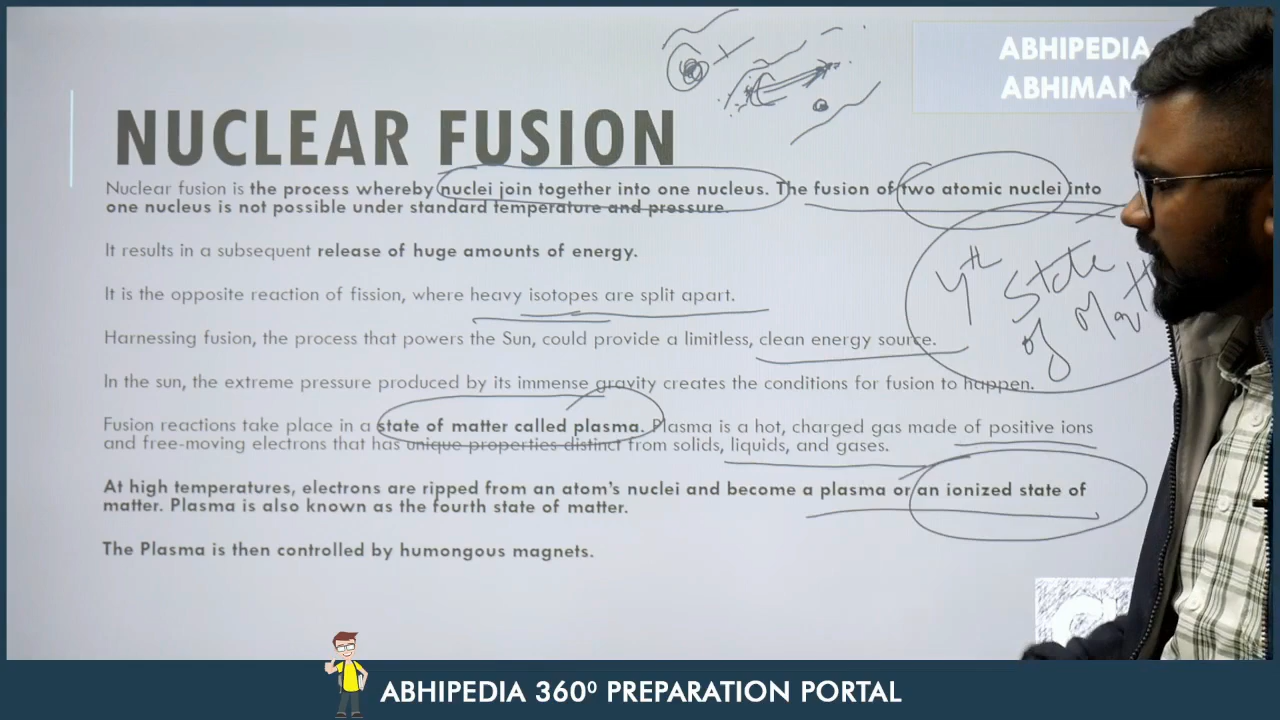 ABHIPEDIA
ABHIMAN
NUCLEAR FUSION
Nuclear fusion is the process whereby nuclei join together into one nucleus. The fusion of two atomic nuclei into
one nucleus is not possible under standard temperature and pressure.
It results in a subsequent release of huge amounts of energy.
It is the opposite reaction of fission, where heavy isotopes are split apart.
4th State
of Matt
Harnessing fusion, the process that powers the Sun, could provide a limitless, clean energy source.
In the sun, the extreme pressure produced by its immense gravity creates the conditions for fusion to happen.
Fusion reactions take place in a state of matter called plasma. Plasma is a hot, charged gas made of positive ions
and free-moving electrons that has unique properties distinct from solids, liquids, and gases.
At high temperatures, electrons are ripped from an atom's nuclei and become a plasma or an ionized state of
matter. Plasma is also known as the fourth state of matter.
The Plasma is then controlled by humongous magnets.
ABHIPEDIA 360⁰ PREPARATION PORTAL